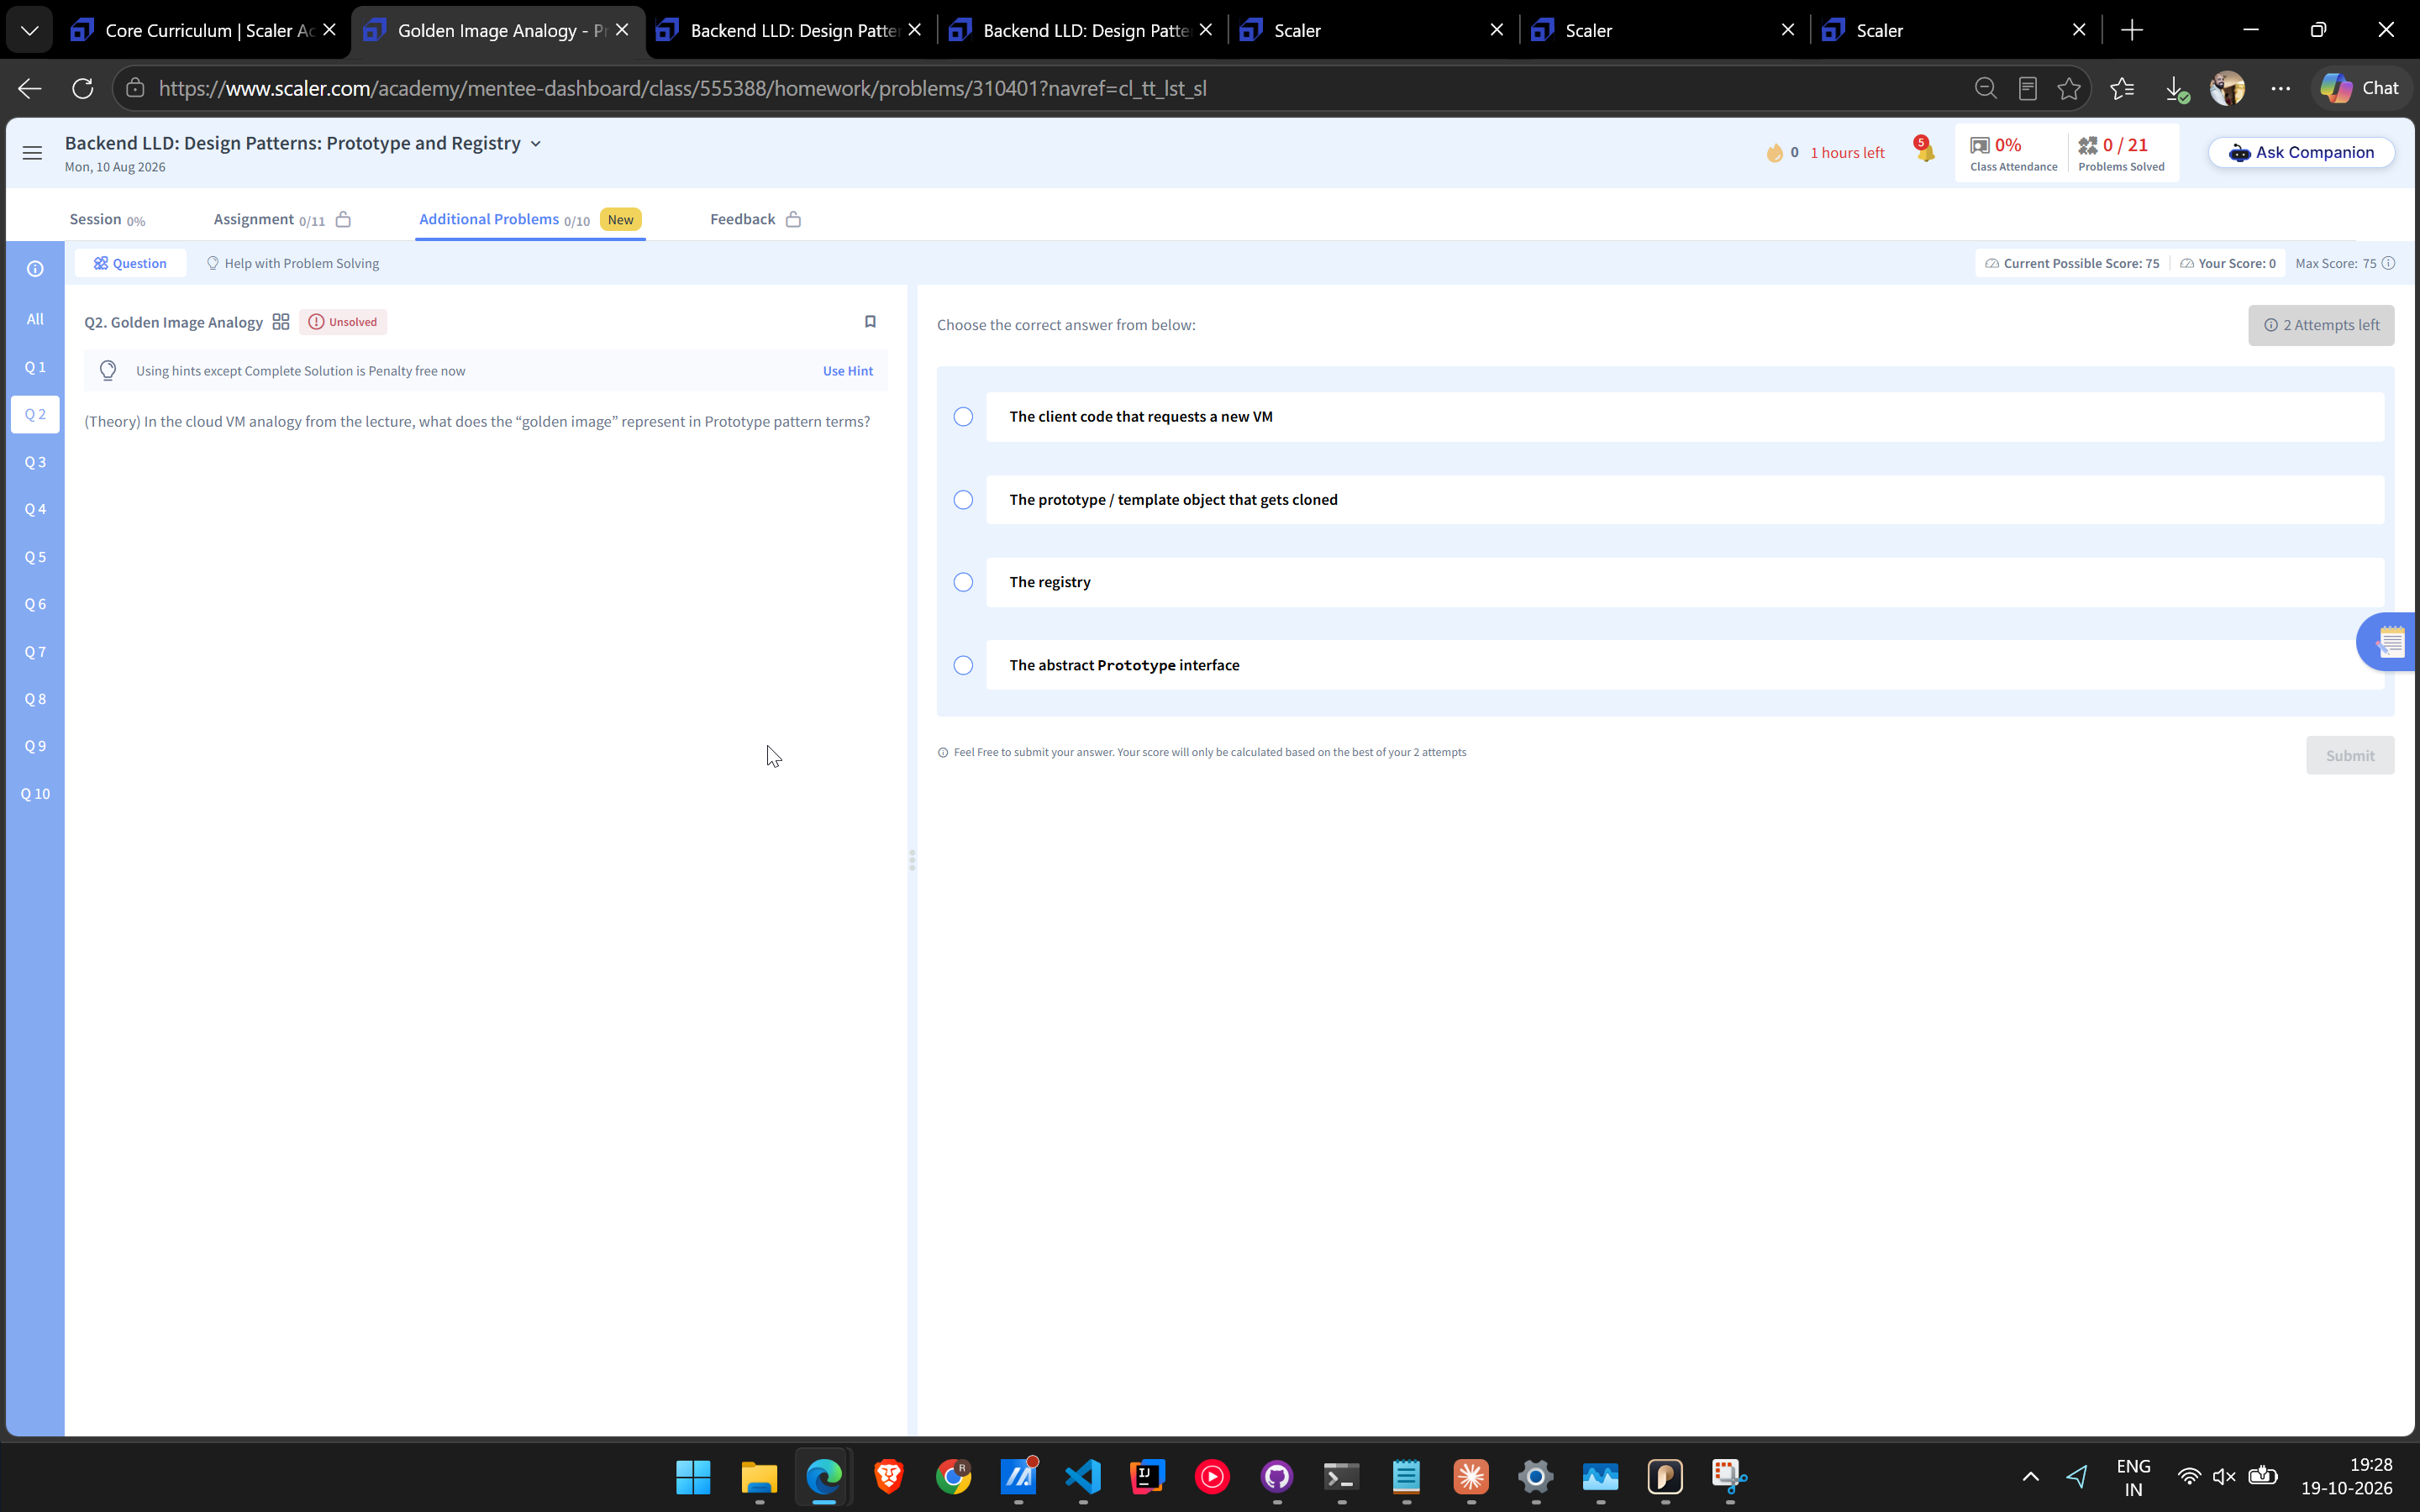 Core Curriculum | Scaler Ac
Golden Image Analogy - Pr
Backend LLD: Design Patte
Backend LLD: Design Patte
Scaler
Scaler
Scaler
https://www.scaler.com/academy/mentee-dashboard/class/555388/homework/problems/310401?navref=cl_tt_lst_sl
Chat
Backend LLD: Design Patterns: Prototype and Registry
Mon, 10 Aug 2026
0 1 hours left
5
0%
Class Attendance
0 / 21
Problems Solved
Ask Companion
Session 0%
Assignment 0/11
Additional Problems 0/10 New
Feedback
Question
Help with Problem Solving
Current Possible Score: 75
Your Score: 0
Max Score: 75
All
Q 1
Q 2
Q 3
Q 4
Q 5
Q 6
Q 7
Q 8
Q 9
Q 10
Q2. Golden Image Analogy
Unsolved
Using hints except Complete Solution is Penalty free now
Use Hint
(Theory) In the cloud VM analogy from the lecture, what does the “golden image” represent in Prototype pattern terms?
Choose the correct answer from below:
2 Attempts left
The client code that requests a new VM
The prototype / template object that gets cloned
The registry
The abstract Prototype interface
Feel Free to submit your answer. Your score will only be calculated based on the best of your 2 attempts
Submit
R
IJ
ENG
IN
19:28
19-10-2026